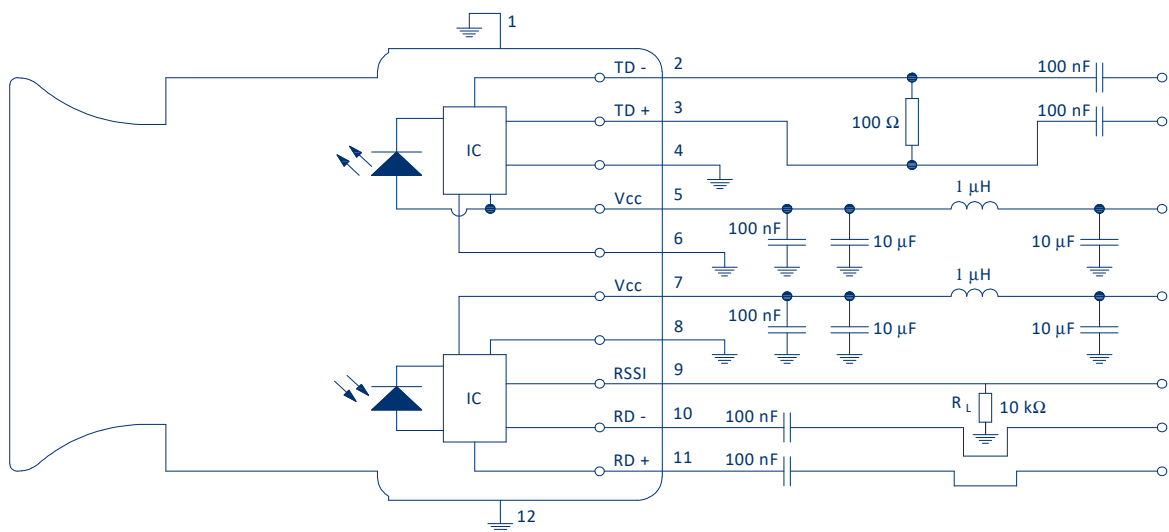 1
TD - 2
100 nF
TD + 3
100 nF
100 Ω
IC
4
Vcc 5
1 μH
100 nF
10 μF
10 μF
6
Vcc 7
1 μH
100 nF
10 μF
10 μF
8
RSSI 9
IC
R L 10 kΩ
RD - 10
100 nF
RD + 11
100 nF
12